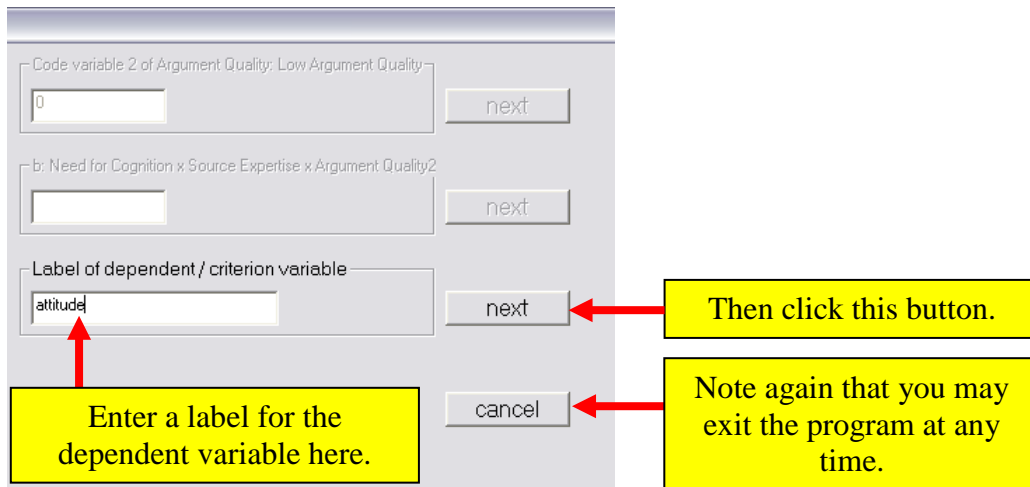 Code variable 2 of Argument Quality: Low Argument Quality
0
next
b: Need for Cognition x Source Expertise x Argument Quality2
next
Label of dependent / criterion variable
attitude
next
Then click this button.
Enter a label for the
dependent variable here.
cancel
Note again that you may
exit the program at any
time.